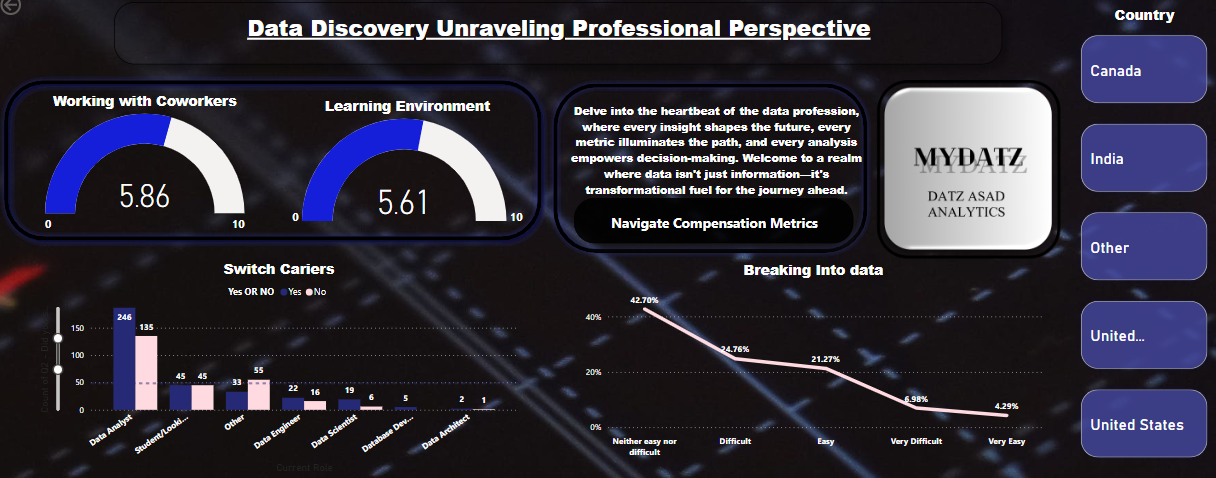 Data Discovery Unraveling Professional Perspective
Country
Canada
India
Other
United...
United States
Working with Coworkers
5.86
0
10
Learning Environment
5.61
0
10
Delve into the heartbeat of the data profession,
where every insight shapes the future, every
metric illuminates the path, and every analysis
empowers decision-making. Welcome to a realm
where data isn't just information—it's
transformational fuel for the journey ahead.
Navigate Compensation Metrics
MYDATZ
DATZ ASAD
ANALYTICS
Switch Cariers
Yes OR NO Yes No
150
100
50
0
246
135
45
45
33
55
22
16
19
6
5
2
1
Data Analyst
Student/Looki...
Other
Data Engineer
Data Scientist
Database Dev...
Data Architect
Current Role
Breaking Into data
40%
20%
0%
42.70%
24.76%
21.27%
6.98%
4.29%
Neither easy nor
difficult
Difficult
Easy
Very Difficult
Very Easy